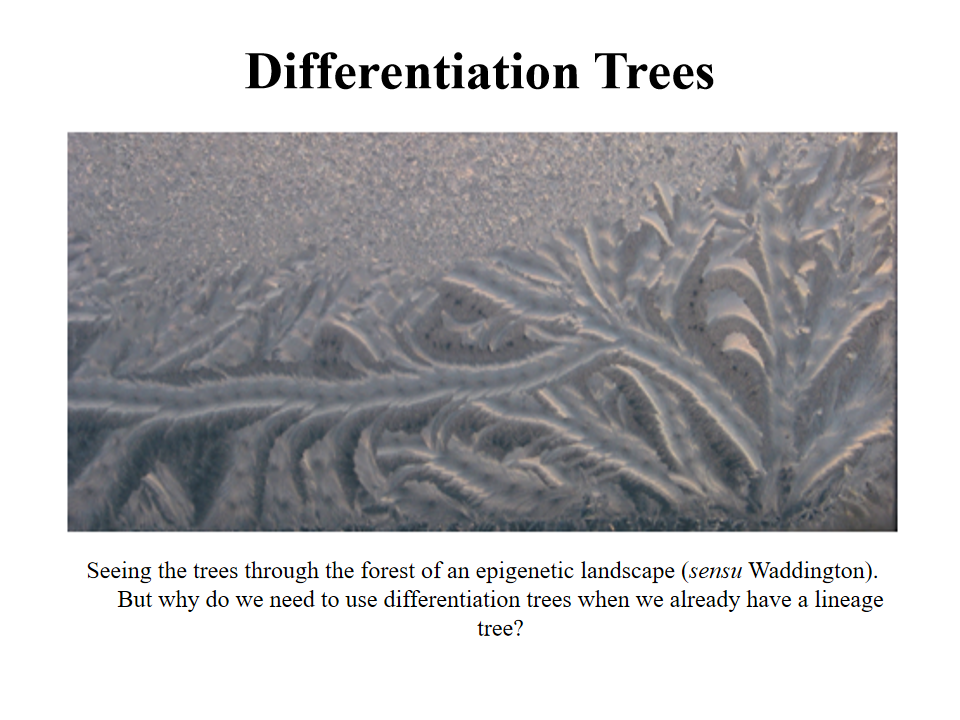 Differentiation Trees
Seeing the trees through the forest of an epigenetic landscape (sensu Waddington).
But why do we need to use differentiation trees when we already have a lineage
tree?